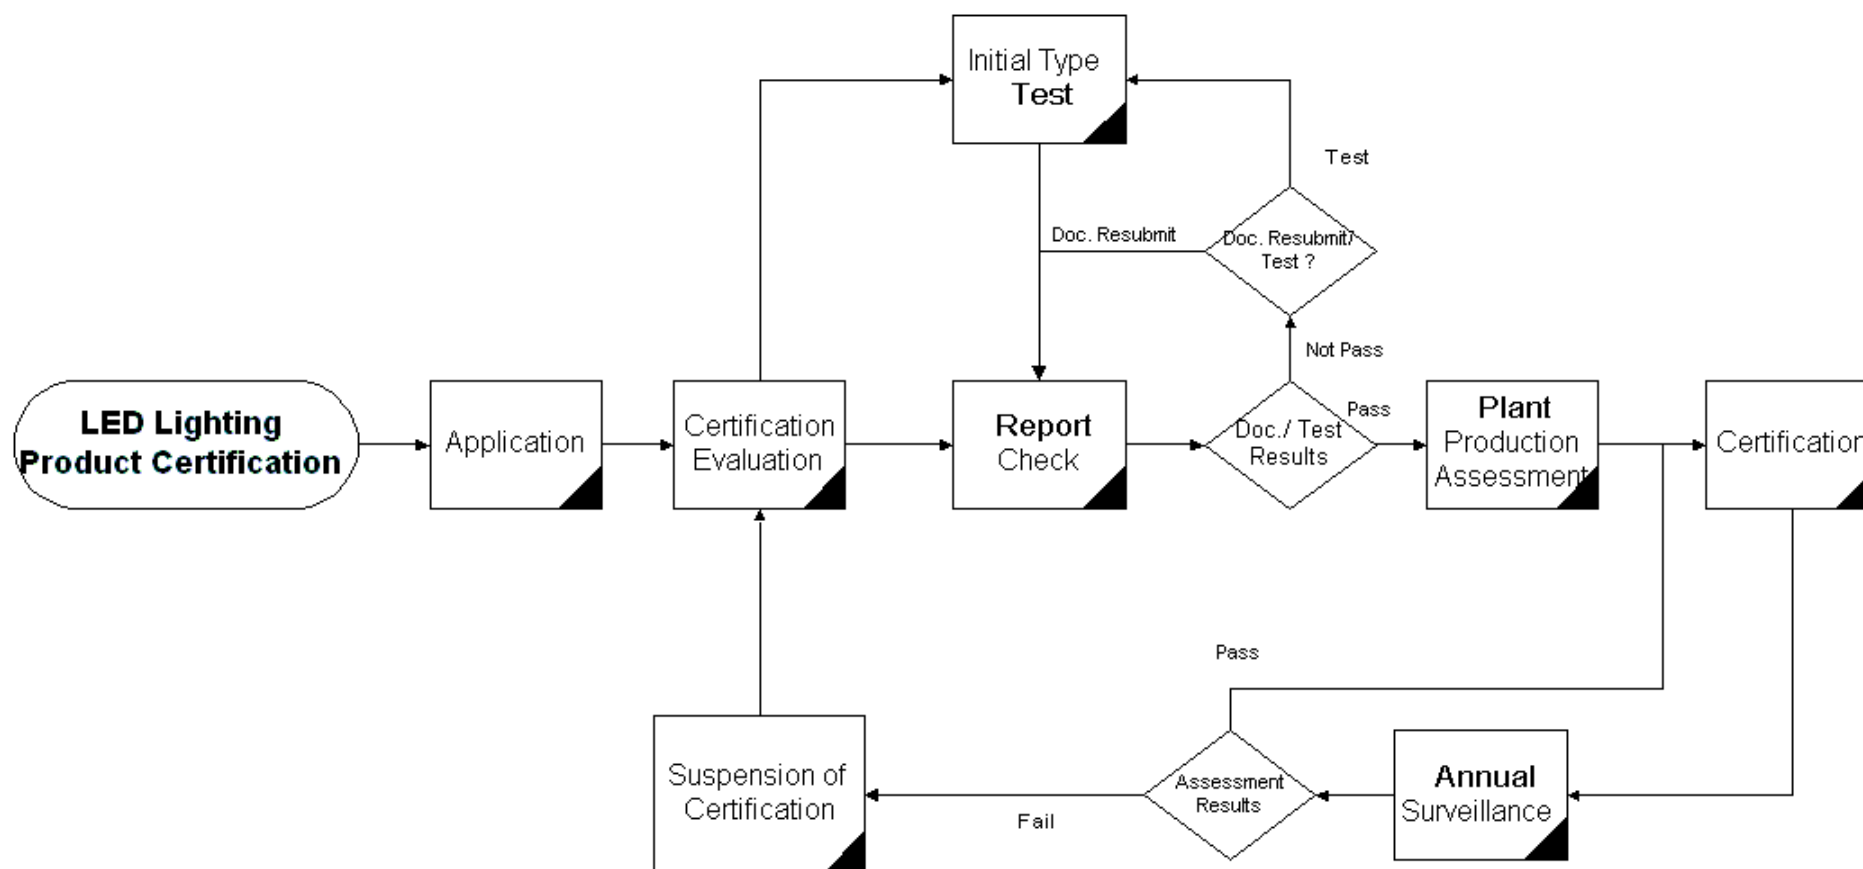 Initial Type
Test
Test
Doc. Resubmit
Doc. Resubmit/
Test ?
Not Pass
LED Lighting
Product Certification
Application
Certification
Evaluation
Report
Check
Doc./ Test
Results
Pass
Plant
Production
Assessment
Certification
Pass
Suspension of
Certification
Fail
Assessment
Results
Annual
Surveillance